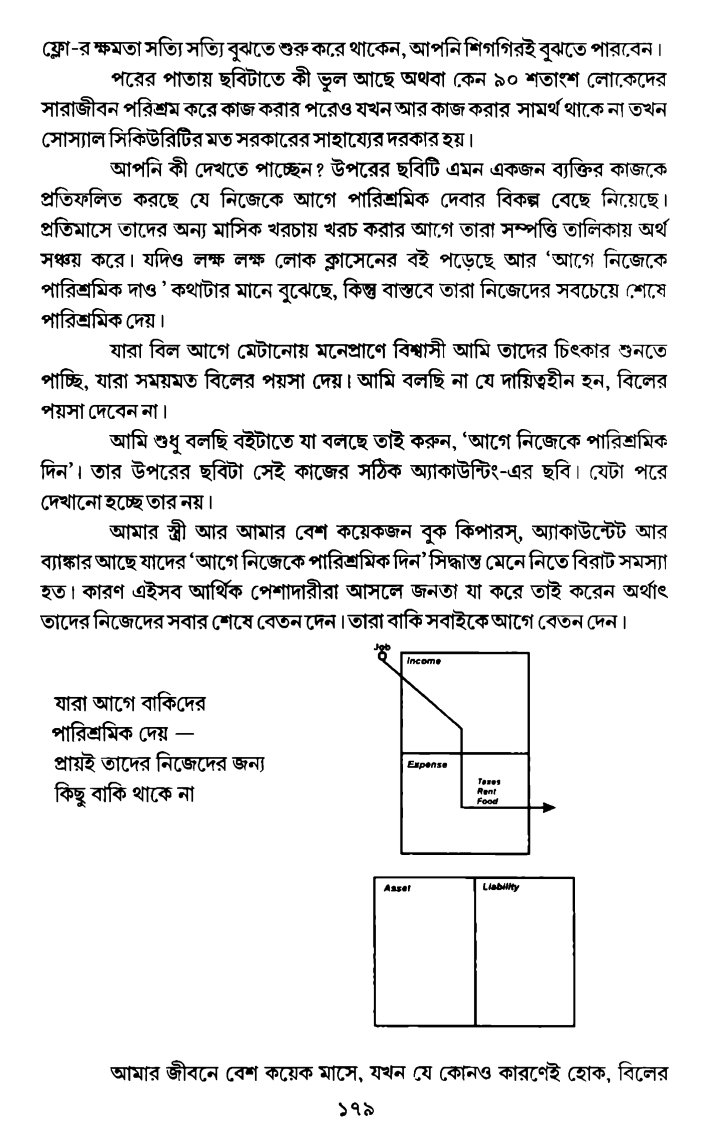 ফ্লো-র ক্ষমতা সত্যি সত্যি বুঝতে শুরু করে থাকেন, আপনি শিগগিরই বুঝতে পারবেন।
পরের পাতায় ছবিটাতে কী ভুল আছে অথবা কেন ৯০ শতাংশ লোকেদের
সারাজীবন পরিশ্রম করে কাজ করার পরেও যখন আর কাজ করার সামর্থ থাকে না তখন
সোস্যাল সিকিউরিটির মত সরকারের সাহায্যের দরকার হয়।
আপনি কী দেখতে পাচ্ছেন? উপরের ছবিটি এমন একজন ব্যক্তির কাজকে
প্রতিফলিত করছে যে নিজেকে আগে পারিশ্রমিক দেবার বিকল্প বেছে নিয়েছে।
প্রতিমাসে তাদের অন্য মাসিক খরচায় খরচ করার আগে তারা সম্পত্তি তালিকায় অর্থ
সঞ্চয় করে। যদিও লক্ষ লক্ষ লোক ক্লাসেনের বই পড়েছে আর ‘আগে নিজেকে
পারিশ্রমিক দাও ’ কথাটার মানে বুঝেছে, কিন্তু বাস্তবে তারা নিজেদের সবচেয়ে শেষে
পারিশ্রমিক দেয়।
যারা বিল আগে মেটানোয় মনেপ্রাণে বিশ্বাসী আমি তাদের চিৎকার শুনতে
পাচ্ছি, যারা সময়মত বিলের পয়সা দেয়। আমি বলছি না যে দায়িত্বহীন হন, বিলের
পয়সা দেবেন না।
আমি শুধু বলছি বইটাতে যা বলছে তাই করুন, ‘আগে নিজেকে পারিশ্রমিক
দিন’। তার উপরের ছবিটা সেই কাজের সঠিক অ্যাকাউন্টিং-এর ছবি। যেটা পরে
দেখানো হচ্ছে তার নয়।
আমার স্ত্রী আর আমার বেশ কয়েকজন বুক কিপারস্, অ্যাকাউন্টেট আর
ব্যাঙ্কার আছে যাদের ‘আগে নিজেকে পারিশ্রমিক দিন’ সিদ্ধান্ত মেনে নিতে বিরাট সমস্যা
হত। কারণ এইসব আর্থিক পেশাদারীরা আসলে জনতা যা করে তাই করেন অর্থাৎ
তাদের নিজেদের সবার শেষে বেতন দেন। তারা বাকি সবাইকে আগে বেতন দেন।
Job
Income
যারা আগে বাকিদের
পারিশ্রমিক দেয় —
প্রায়ই তাদের নিজেদের জন্য
কিছু বাকি থাকে না
Expense
Taxes
Rent
Food
Asset
Liability
আমার জীবনে বেশ কয়েক মাসে, যখন যে কোনও কারণেই হোক, বিলের
১৭৯